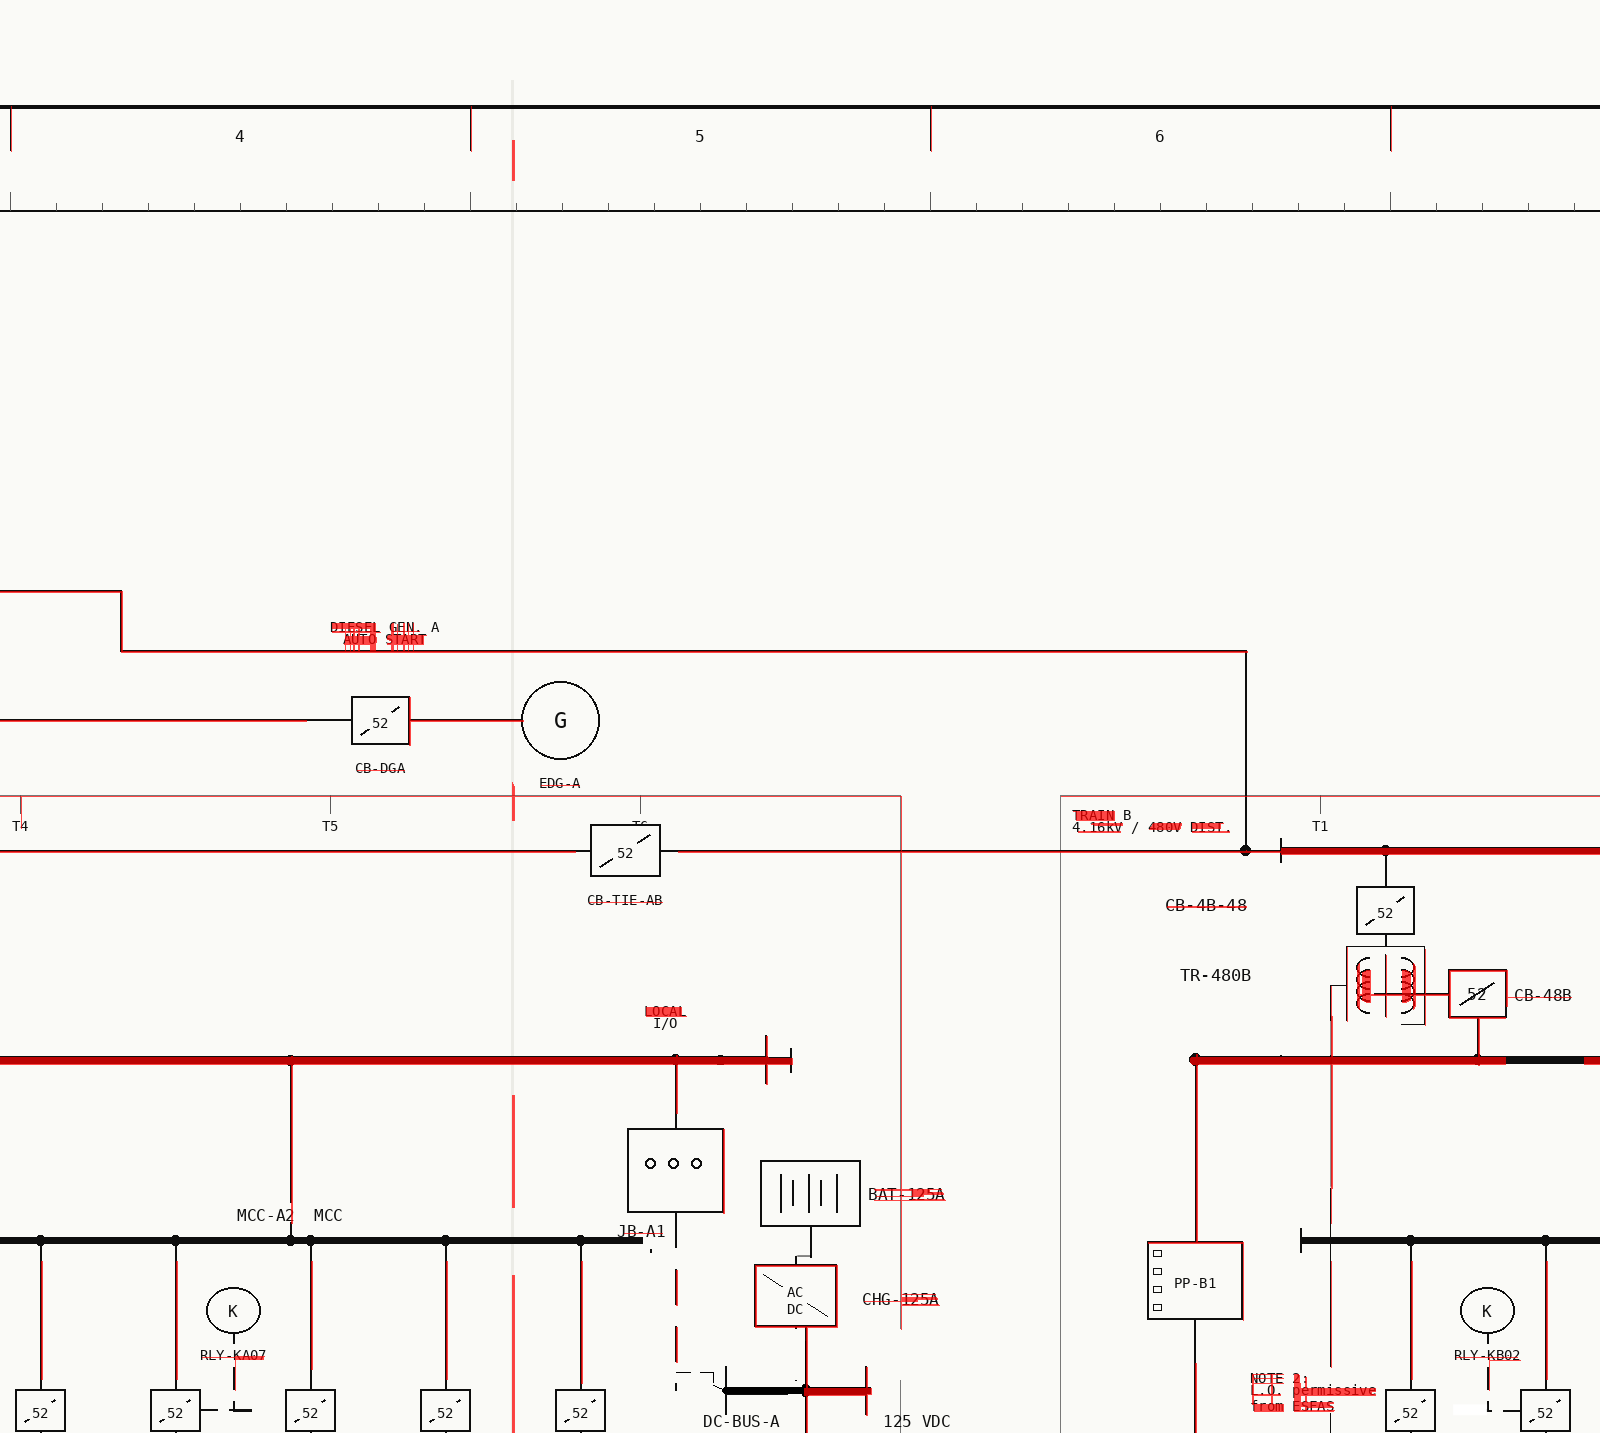 4 5 6
DIESEL GEN. A
AUTO START
52
G
CB-DGA
EDG-A
T4 T5 T6
TRAIN B
4.16kV / 480V DIST.
T1
52
CB-TIE-AB
CB-4B-48
52
TR-480B
52
CB-48B
LOCAL
I/O
BAT-125A
MCC-A2 MCC
JB-A1
PP-B1
AC
DC
CHG-125A
K
K
RLY-KA07
RLY-KB02
NOTE 2:
L.O. permissive
from ESFAS
52 52 52 52 52 52 52
DC-BUS-A 125 VDC